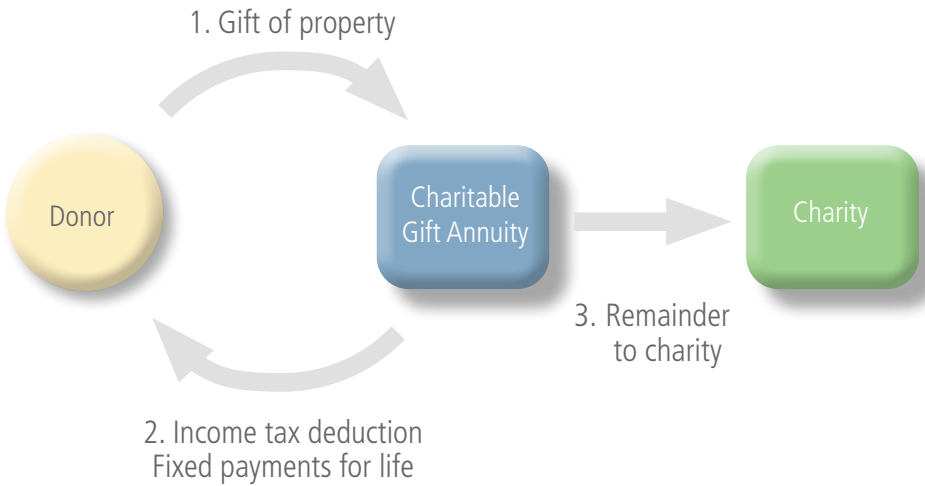 1. Gift of property
Donor
Charitable
Gift Annuity
Charity
3. Remainder
to charity
2. Income tax deduction
Fixed payments for life